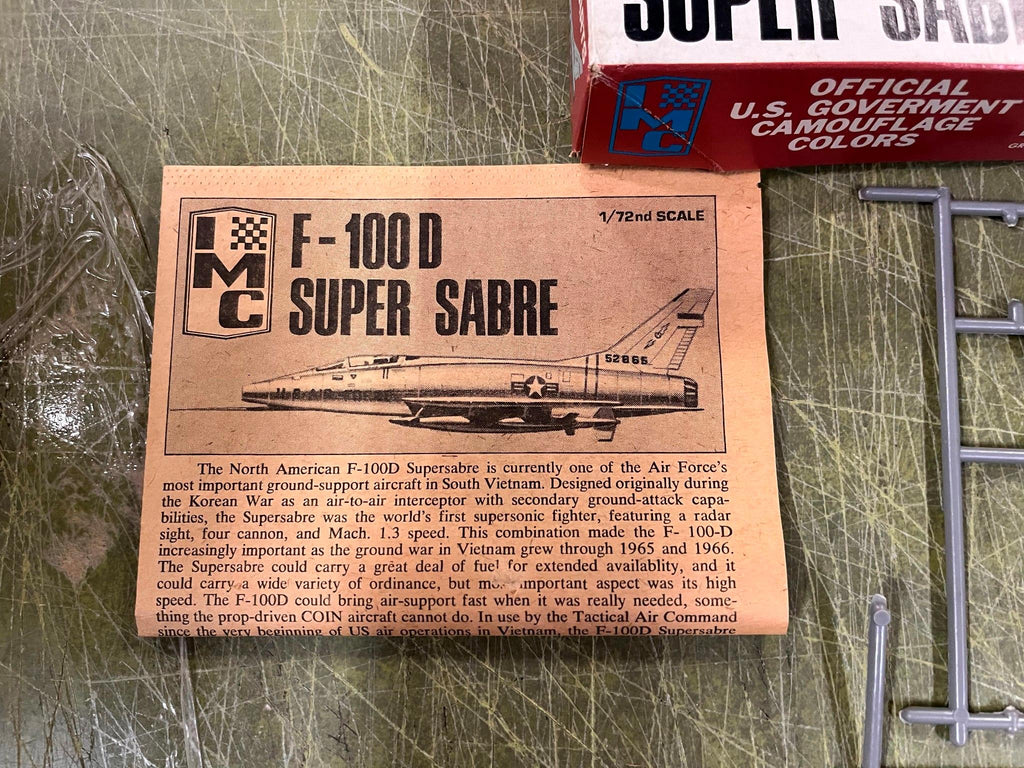 SUPER SABRE
IMC
OFFICIAL
U.S. GOVERMENT
CAMOUFLAGE
COLORS
IMC
F-100D
SUPER SABRE
1/72nd SCALE
52866
The North American F-100D Supersabre is currently one of the Air Force's
most important ground-support aircraft in South Vietnam. Designed originally during
the Korean War as an air-to-air interceptor with secondary ground-attack capa-
bilities, the Supersabre was the world's first supersonic fighter, featuring a radar
sight, four cannon, and Mach. 1.3 speed. This combination made the F- 100-D
increasingly important as the ground war in Vietnam grew through 1965 and 1966.
The Supersabre could carry a great deal of fuel for extended availablity, and it
could carry a wide variety of ordinance, but important aspect was its high
speed. The F-100D could bring air-support fast when it was really needed, some-
thing the prop-driven COIN aircraft cannot do. In use by the Tactical Air Command
since the very beginning of US air operations in Vietnam, the F-100D Supersabre